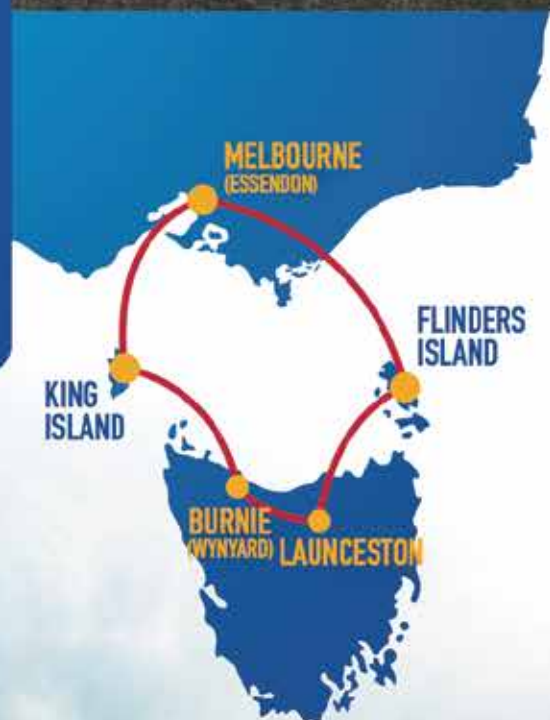 MELBOURNE
(ESSENDON)
FLINDERS
ISLAND
KING
ISLAND
BURNIE
(WYNYARD) LAUNCESTON